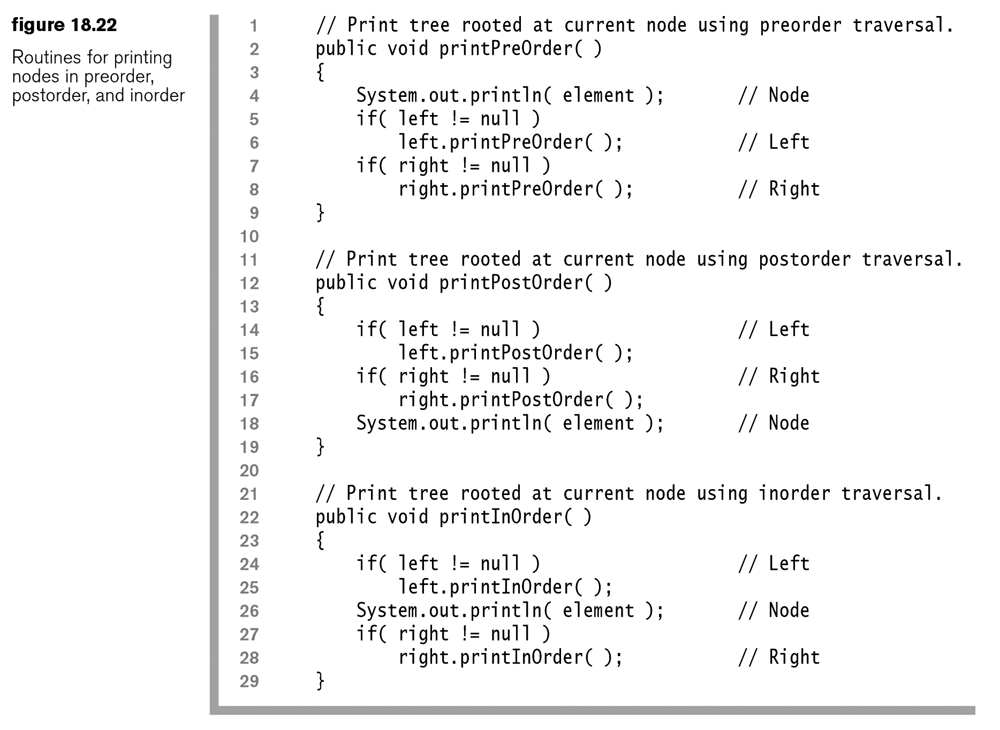 figure 18.22
Routines for printing
nodes in preorder,
postorder, and inorder
1 // Print tree rooted at current node using preorder traversal.
2 public void printPreOrder( )
3 {
4     System.out.println( element );       // Node
5     if( left != null )
6         left.printPreOrder( );           // Left
7     if( right != null )
8         right.printPreOrder( );          // Right
9 }
10
11 // Print tree rooted at current node using postorder traversal.
12 public void printPostOrder( )
13 {
14     if( left != null )                   // Left
15         left.printPostOrder( );
16     if( right != null )                  // Right
17         right.printPostOrder( );
18     System.out.println( element );       // Node
19 }
20
21 // Print tree rooted at current node using inorder traversal.
22 public void printInOrder( )
23 {
24     if( left != null )                   // Left
25         left.printInOrder( );
26     System.out.println( element );       // Node
27     if( right != null )
28         right.printInOrder( );           // Right
29 }